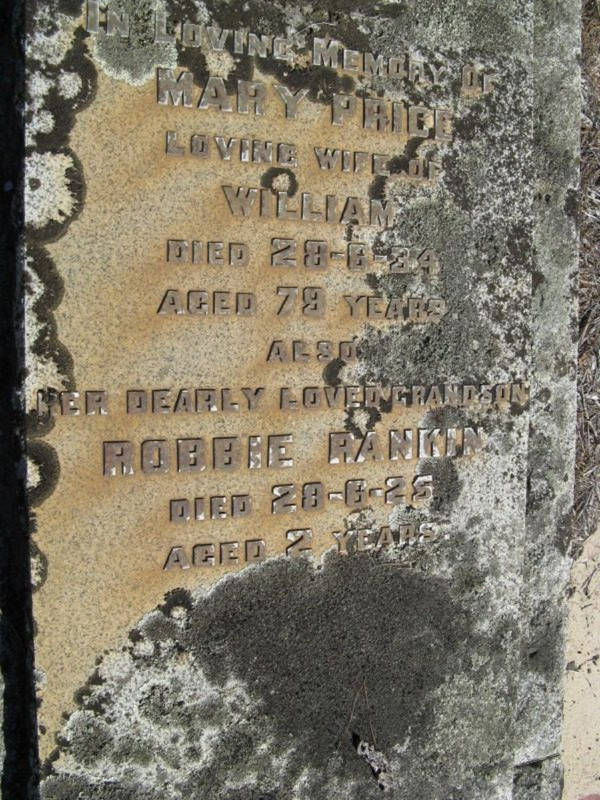 IN LOVING MEMORY OF
MARY PRICE
LOVING WIFE OF
WILLIAM
DIED 28-6-34
AGED 79 YEARS
ALSO
HER DEARLY LOVED GRANDSON
ROBBIE RANKIN
DIED 28-6-25
AGED 2 YEARS.